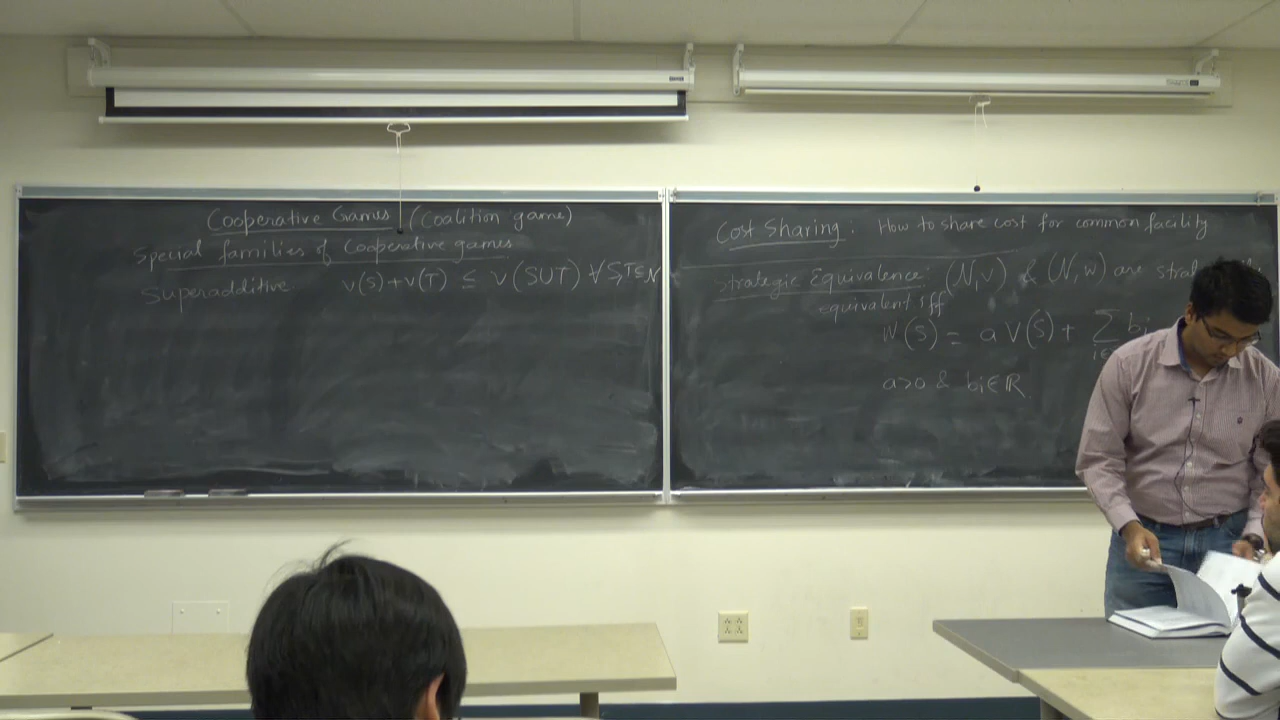 Cooperative Games (Coalition game)
Special families of Cooperative games
Superadditive v(S)+v(T) ≤ v(SUT) ∀ S,T⊆N
Cost Sharing: How to share cost for common facility
Strategic Equivalence: (N,v) & (N,w) are
equivalent iff
w(S) = a v(S) + ∑ bi
a>0 & bi∈ℝ